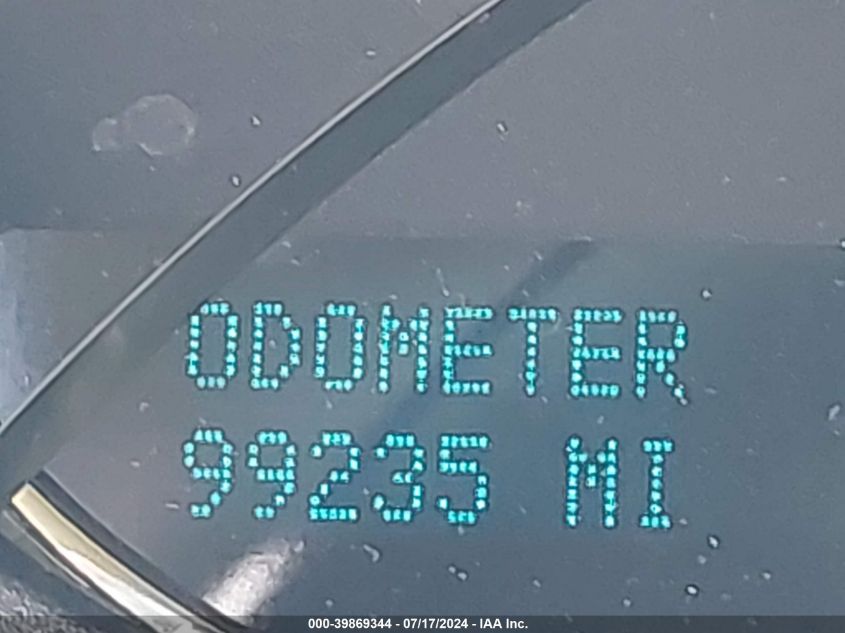 ODOMETER
99235 MI
000-39869344 - 07/17/2024 - IAA Inc.